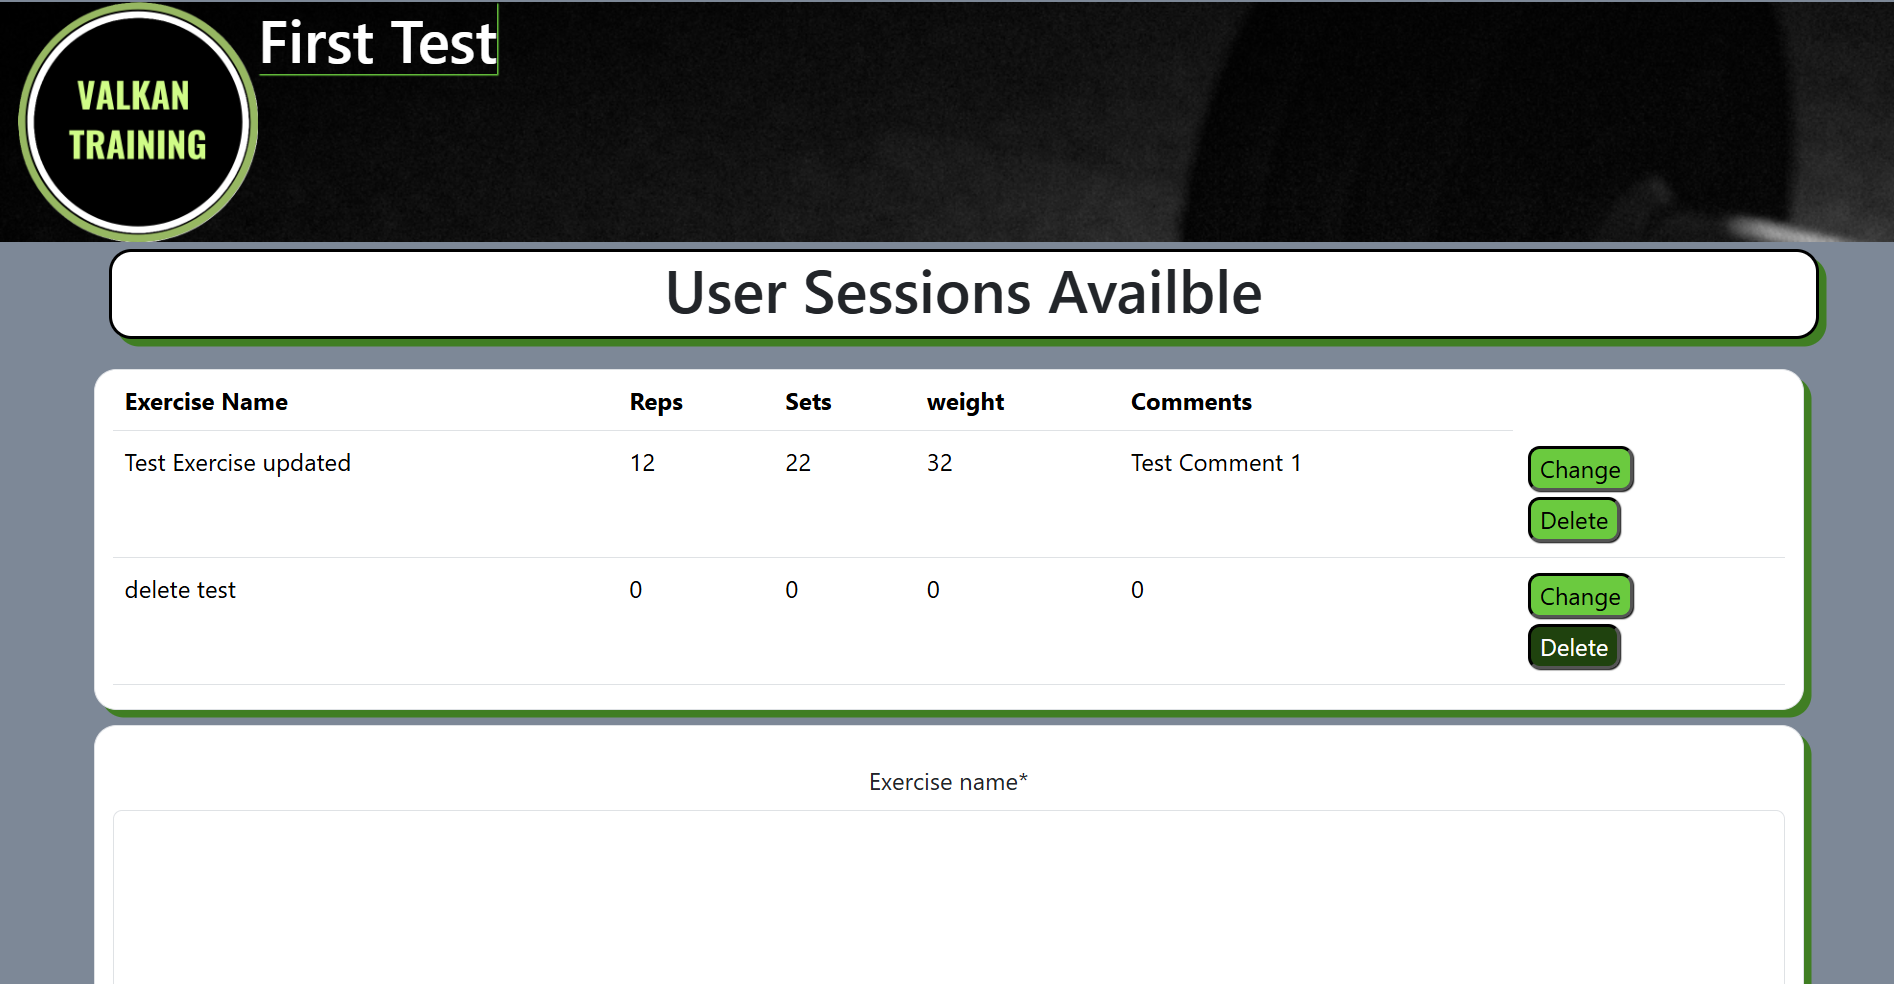 VALKAN
TRAINING
First Test
User Sessions Availble
Exercise Name Reps Sets weight Comments
Test Exercise updated 12 22 32 Test Comment 1 Change
Delete
delete test 0 0 0 0 Change
Delete
Exercise name*